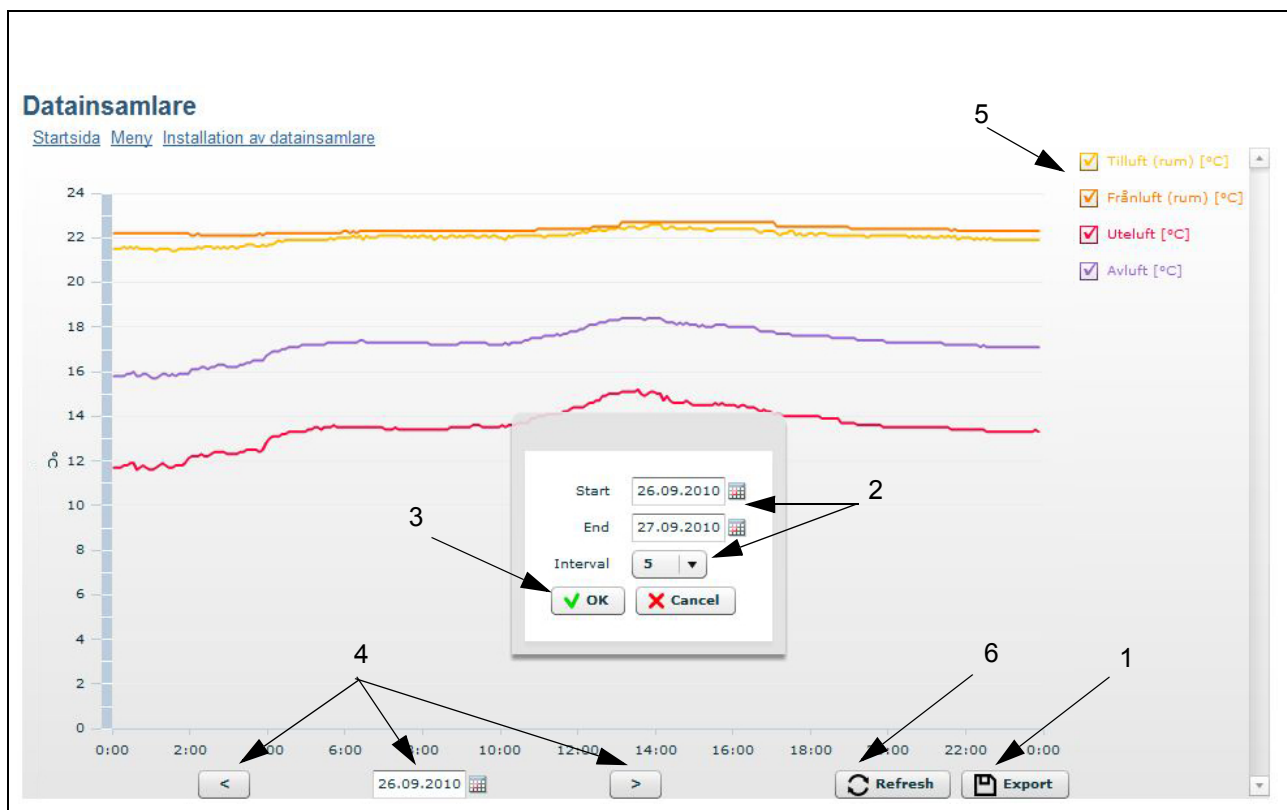 Datainsamlare
Startsida Meny Installation av datainsamlare
5
Tilluft (rum) [°C]
Frånluft (rum) [°C]
Uteluft [°C]
Avluft [°C]
24
22
20
18
16
14
12
10
8
6
4
2
0
°C
Start 26.09.2010
End 27.09.2010
Interval 5
OK Cancel
2
3
4
6
1
0:00 2:00 6:00 10:00 12:00 14:00 16:00 18:00 22:00
< 26.09.2010 > Refresh Export